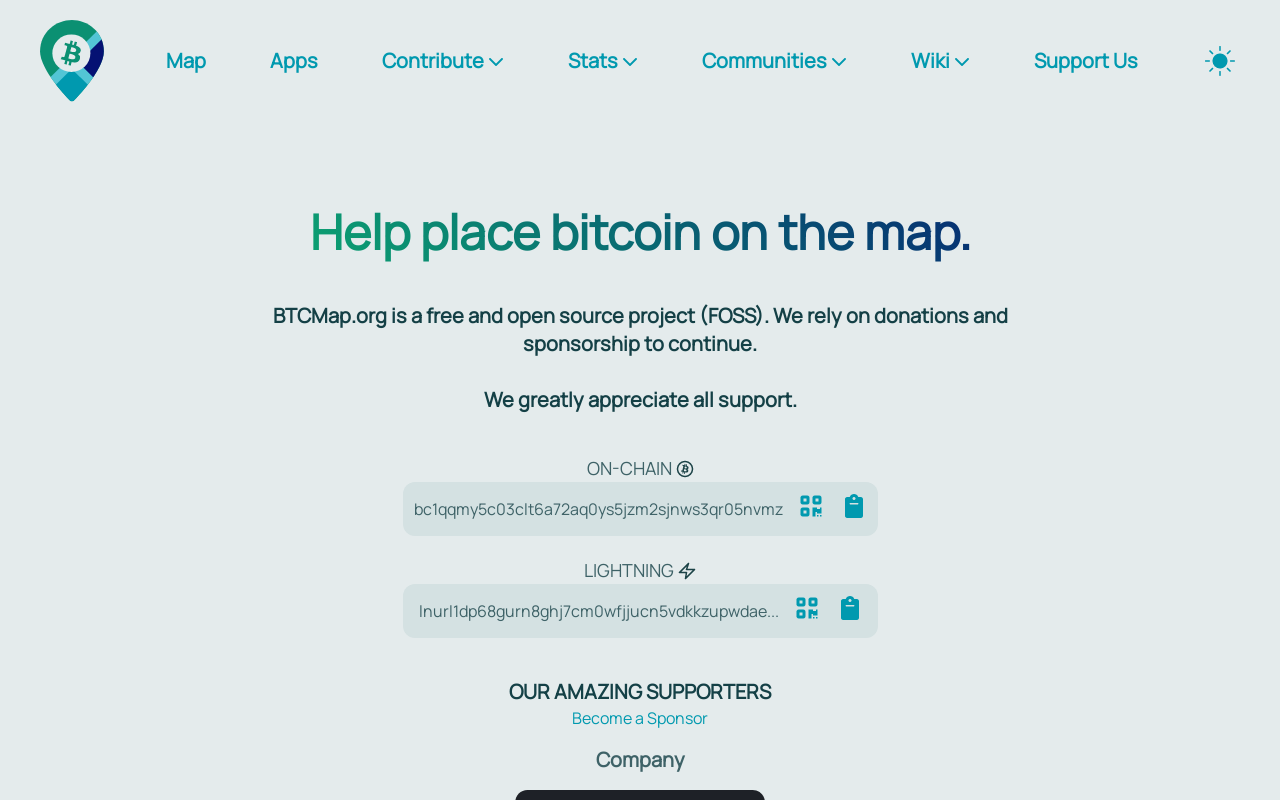 Map Apps Contribute Stats Communities Wiki Support Us
Help place bitcoin on the map.
BTCMap.org is a free and open source project (FOSS). We rely on donations and
sponsorship to continue.
We greatly appreciate all support.
ON-CHAIN
bc1qqmy5c03clt6a72aq0ys5jzm2sjnws3qr05nvmz
LIGHTNING
lnurl1dp68gurn8ghj7cm0wfjjucn5vdkkzupwdae...
OUR AMAZING SUPPORTERS
Become a Sponsor
Company